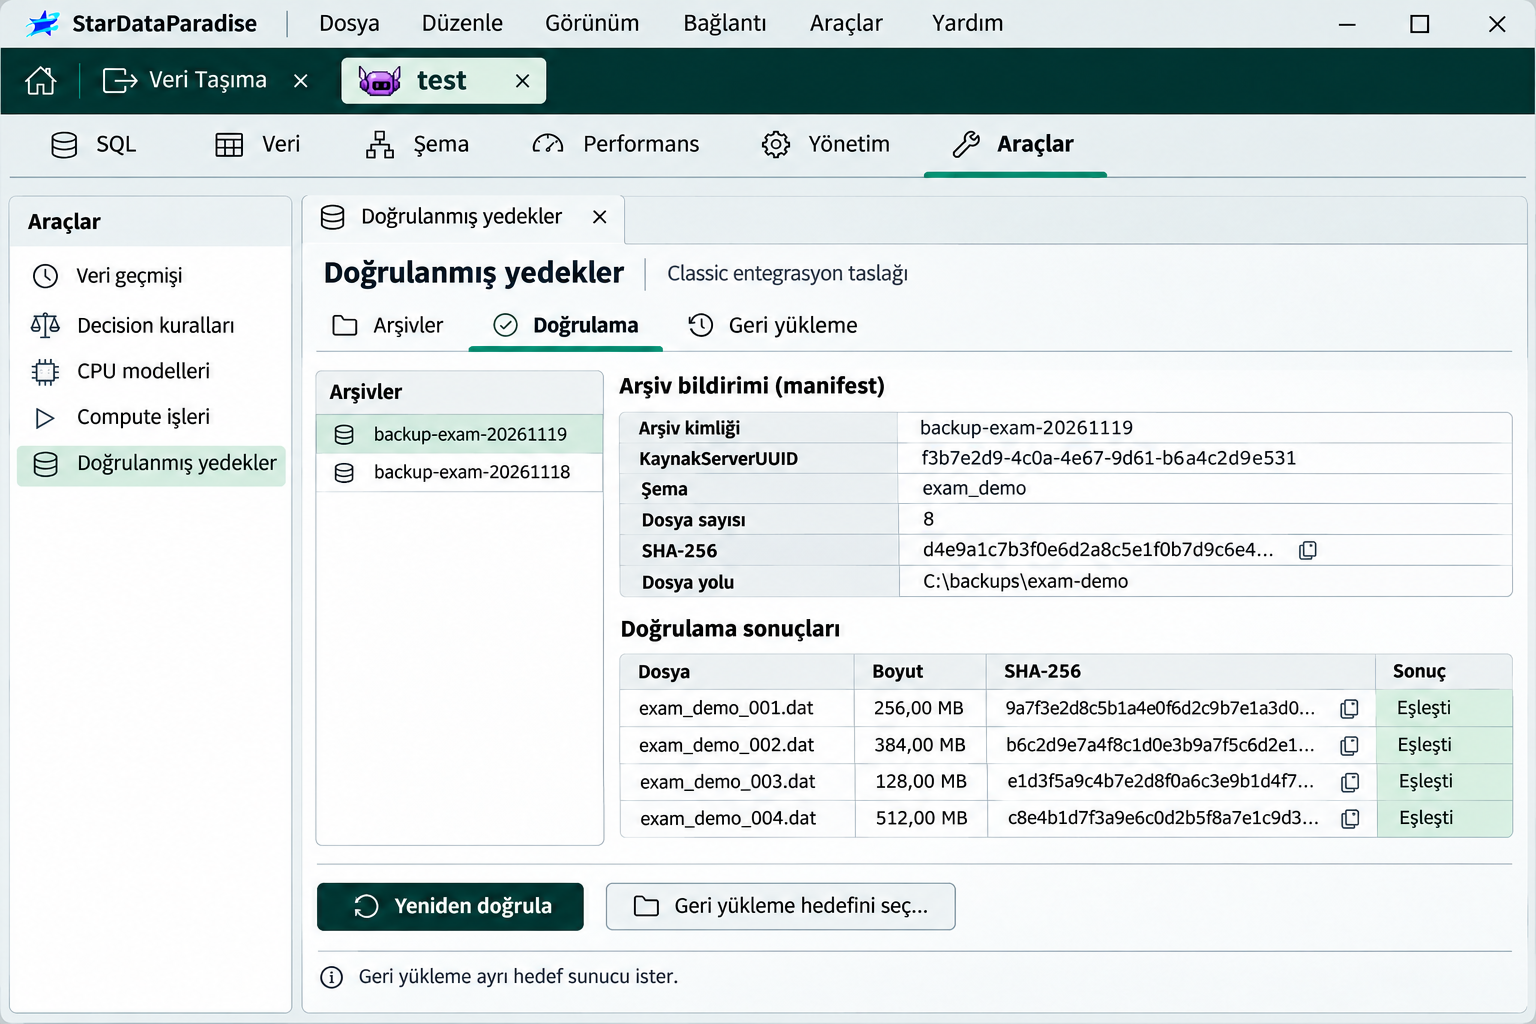 StarDataParadise Dosya Düzenle Görünüm Bağlantı Araçlar Yardım
Veri Taşıma test
SQL Veri Şema Performans Yönetim Araçlar
Araçlar
Veri geçmişi
Decision kuralları
CPU modelleri
Compute işleri
Doğrulanmış yedekler
Doğrulanmış yedekler
Doğrulanmış yedekler Classic entegrasyon taslağı
Arşivler Doğrulama Geri yükleme
Arşivler
backup-exam-20261119
backup-exam-20261118
Arşiv bildirimi (manifest)
Arşiv kimliği backup-exam-20261119
KaynakServerUUID f3b7e2d9-4c0a-4e67-9d61-b6a4c2d9e531
Şema exam_demo
Dosya sayısı 8
SHA-256 d4e9a1c7b3f0e6d2a8c5e1f0b7d9c6e4...
Dosya yolu C:\backups\exam-demo
Doğrulama sonuçları
Dosya Boyut SHA-256 Sonuç
exam_demo_001.dat 256,00 MB 9a7f3e2d8c5b1a4e0f6d2c9b7e1a3d0... Eşleşti
exam_demo_002.dat 384,00 MB b6c2d9e7a4f8c1d0e3b9a7f5c6d2e1... Eşleşti
exam_demo_003.dat 128,00 MB e1d3f5a9c4b7e2d8f0a6c3e9b1d4f7... Eşleşti
exam_demo_004.dat 512,00 MB c8e4b1d7f3a9e6c0d2b5f8a7e1c9d3... Eşleşti
Yeniden doğrula Geri yükleme hedefini seç...
Geri yükleme ayrı hedef sunucu ister.